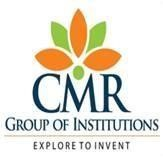 CMR
GROUP OF INSTITUTIONS
EXPLORE TO INVENT